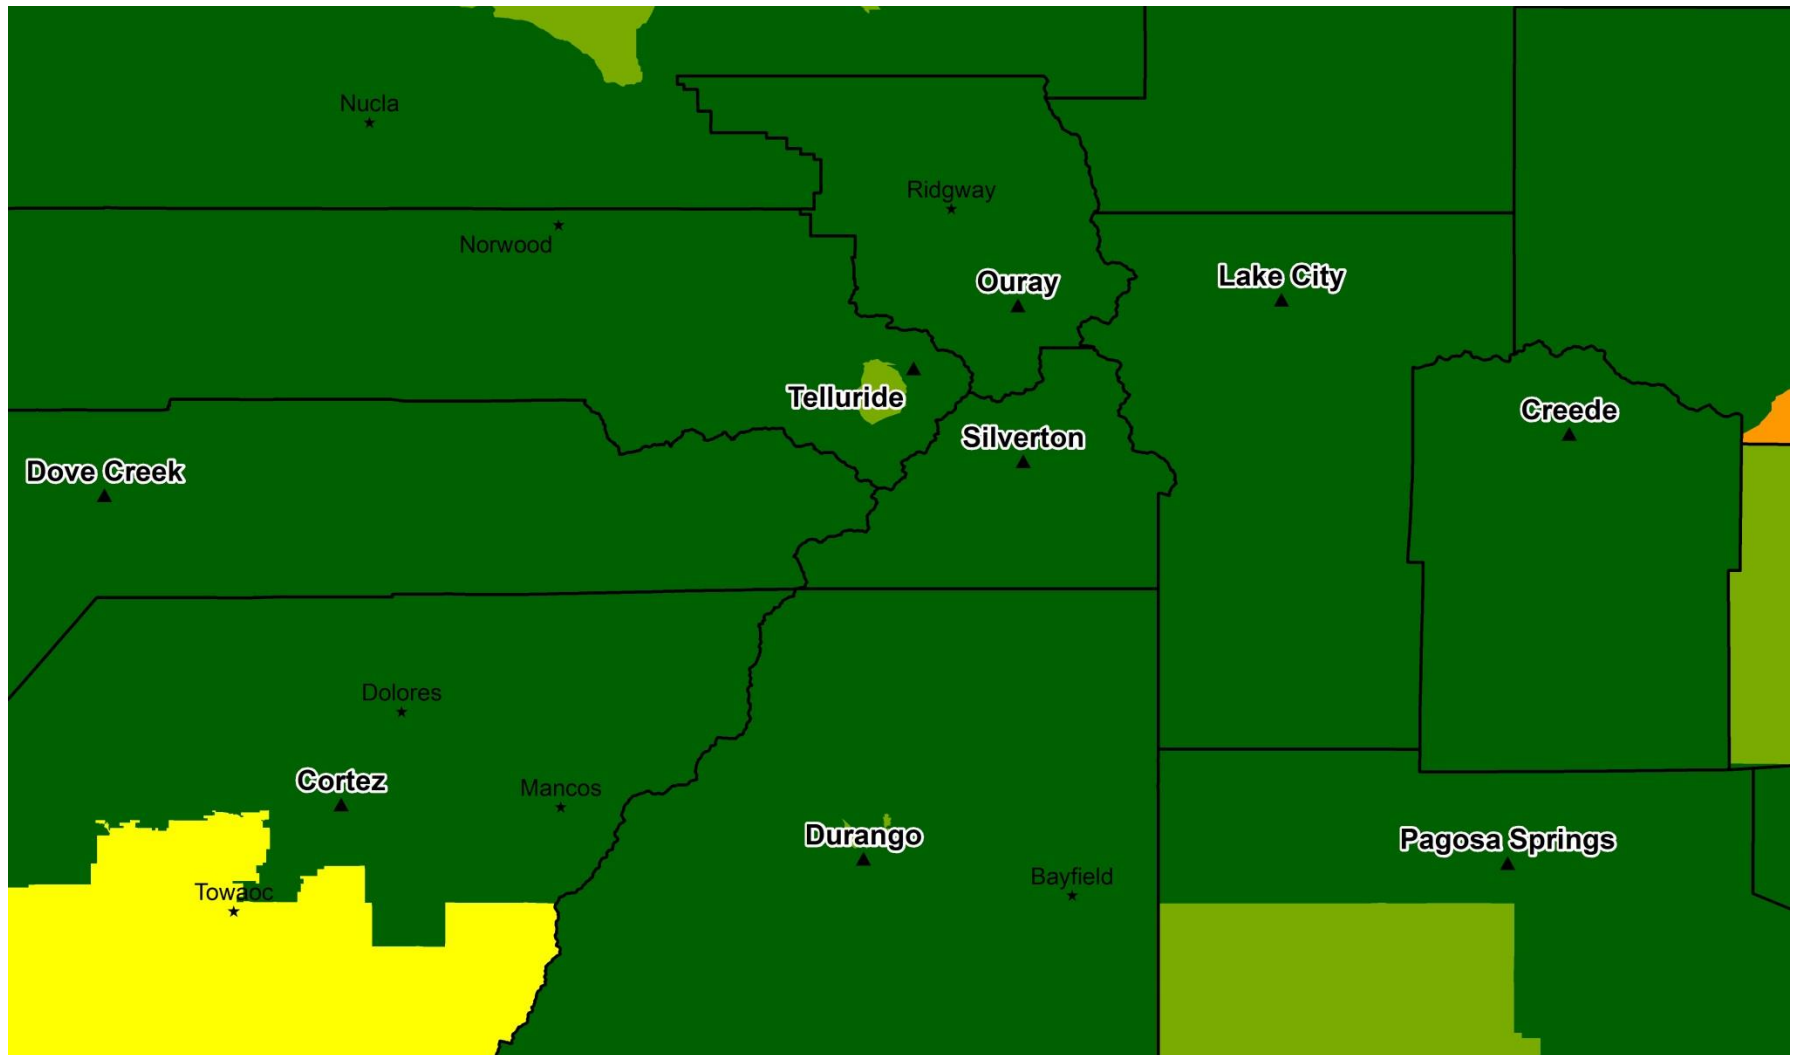 Nucla
Ridgway
Norwood
Ouray
Lake City
Telluride
Creede
Silverton
Dove Creek
Dolores
Cortez
Mancos
Durango
Pagosa Springs
Bayfield
Towaoc